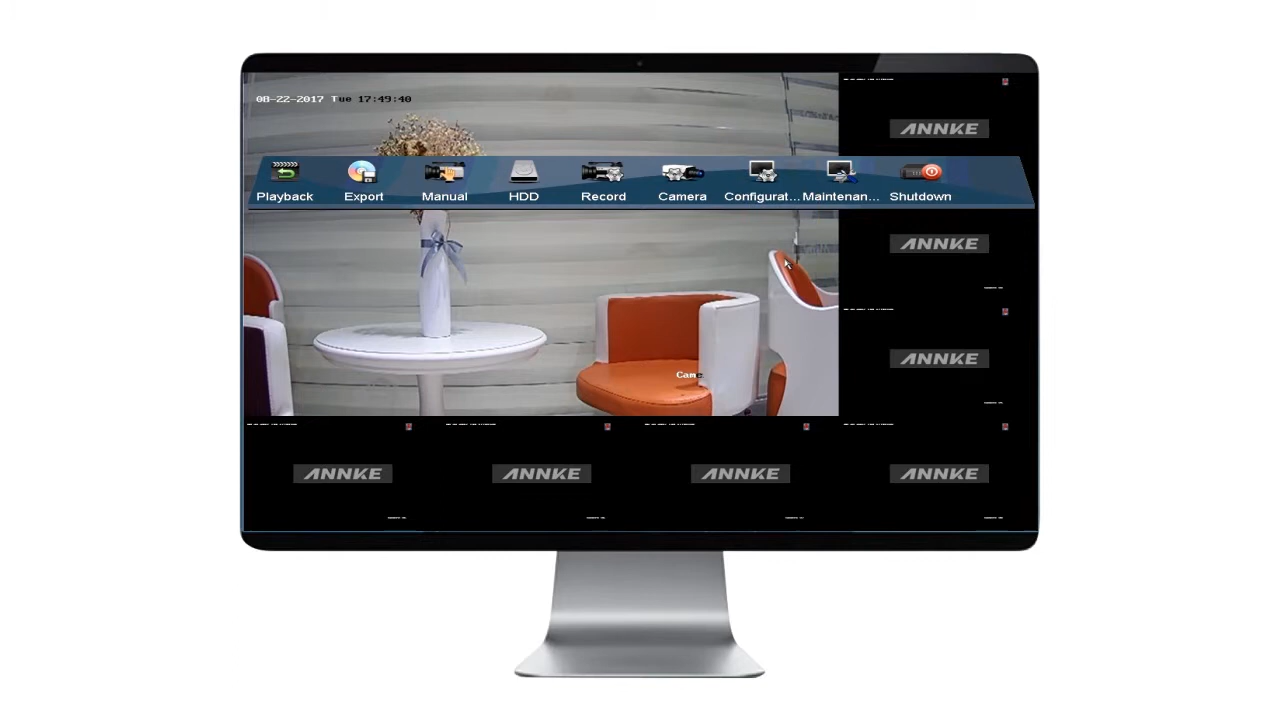 08-22-2017 Tue 17:49:40
ANNKE
Playback Export Manual HDD Record Camera Configurat... Maintenan... Shutdown
ANNKE
ANNKE
Cam
ANNKE ANNKE ANNKE ANNKE